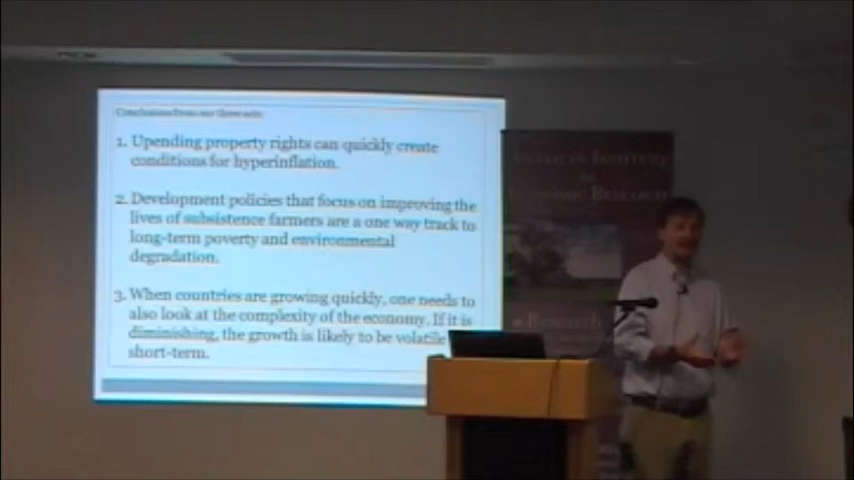 Conclusions from our
1. Upending property rights can quickly create
conditions for hyperinflation.
2. Development policies that focus on improving the
lives of subsistence farmers are a one way track to
long-term poverty and environmental
degradation.
3. When countries are growing quickly, one needs to
also look at the complexity of the economy. If it is
diminishing, the growth is likely to be volatile
short-term.
American Institute
for
Economic Research
Research